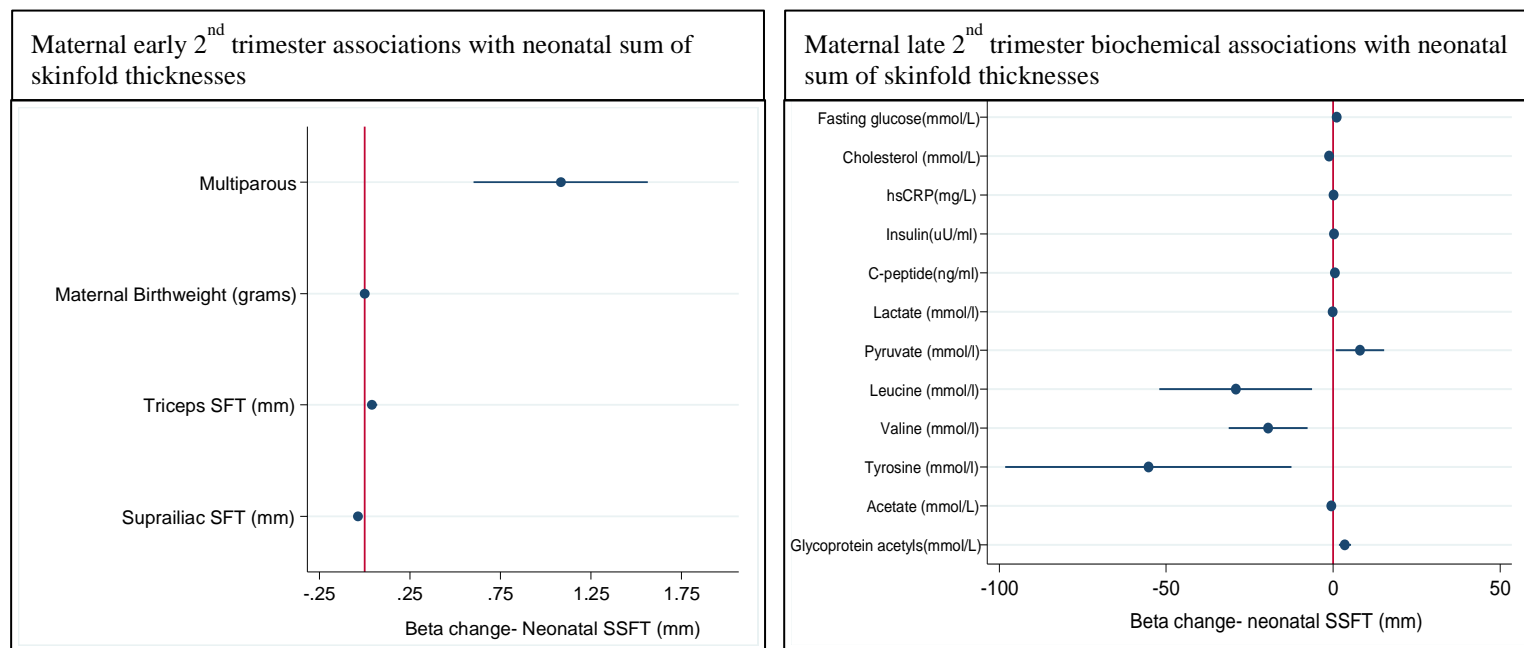 Maternal early 2nd trimester associations with neonatal sum of
skinfold thicknesses
Multiparous
Maternal Birthweight (grams)
Triceps SFT (mm)
Suprailiac SFT (mm)
-.25 .25 .75 1.25 1.75
Beta change- Neonatal SSFT (mm)
Maternal late 2nd trimester biochemical associations with neonatal
sum of skinfold thicknesses
Fasting glucose(mmol/L)
Cholesterol (mmol/L)
hsCRP(mg/L)
Insulin(uU/ml)
C-peptide(ng/ml)
Lactate (mmol/l)
Pyruvate (mmol/l)
Leucine (mmol/l)
Valine (mmol/l)
Tyrosine (mmol/l)
Acetate (mmol/L)
Glycoprotein acetyls(mmol/L)
-100 -50 0 50
Beta change- neonatal SSFT (mm)